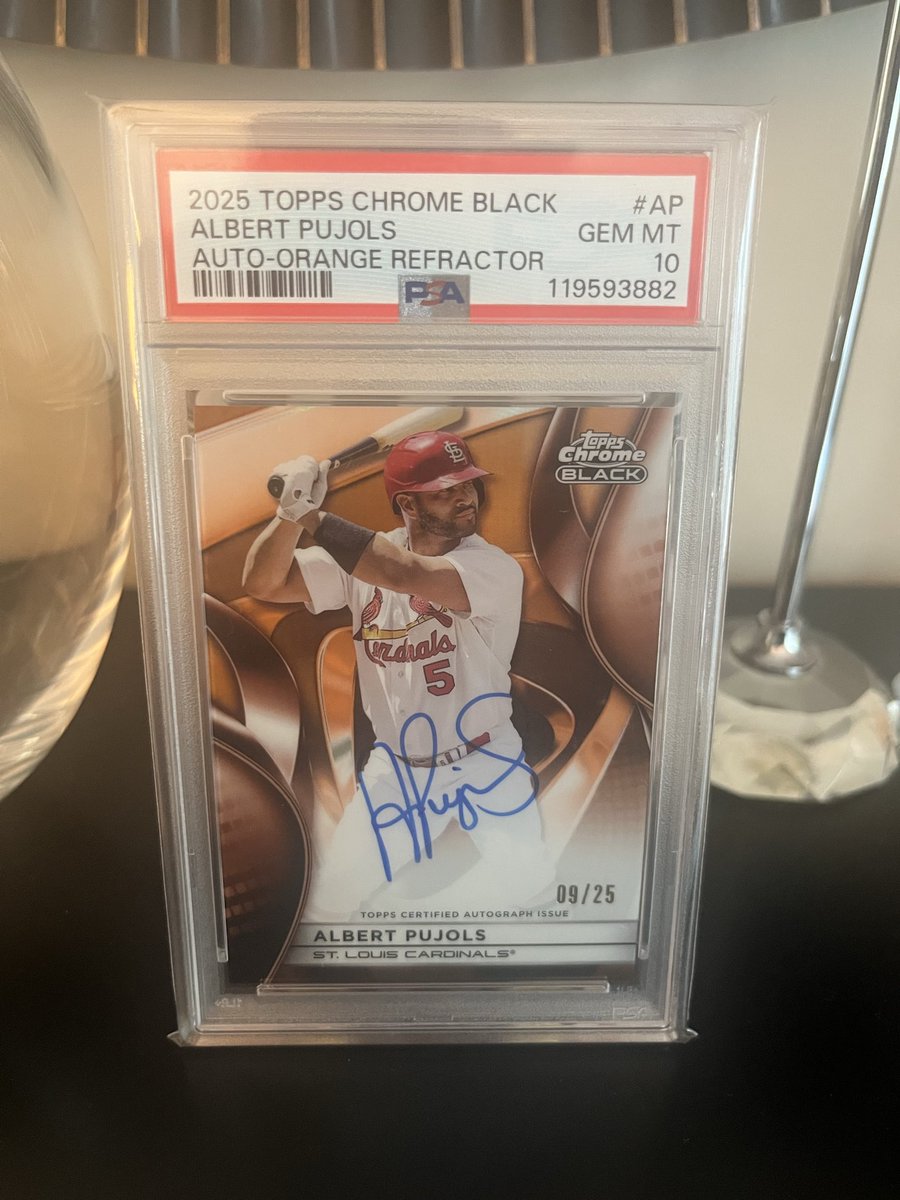 2025 TOPPS CHROME BLACK #AP
ALBERT PUJOLS GEM MT
AUTO-ORANGE REFRACTOR 10
PSA 119593882
Topps
Chrome
BLACK
StL
Cardinals
5
09/25
TOPPS CERTIFIED AUTOGRAPH ISSUE
ALBERT PUJOLS
ST. LOUIS CARDINALS®
PSA